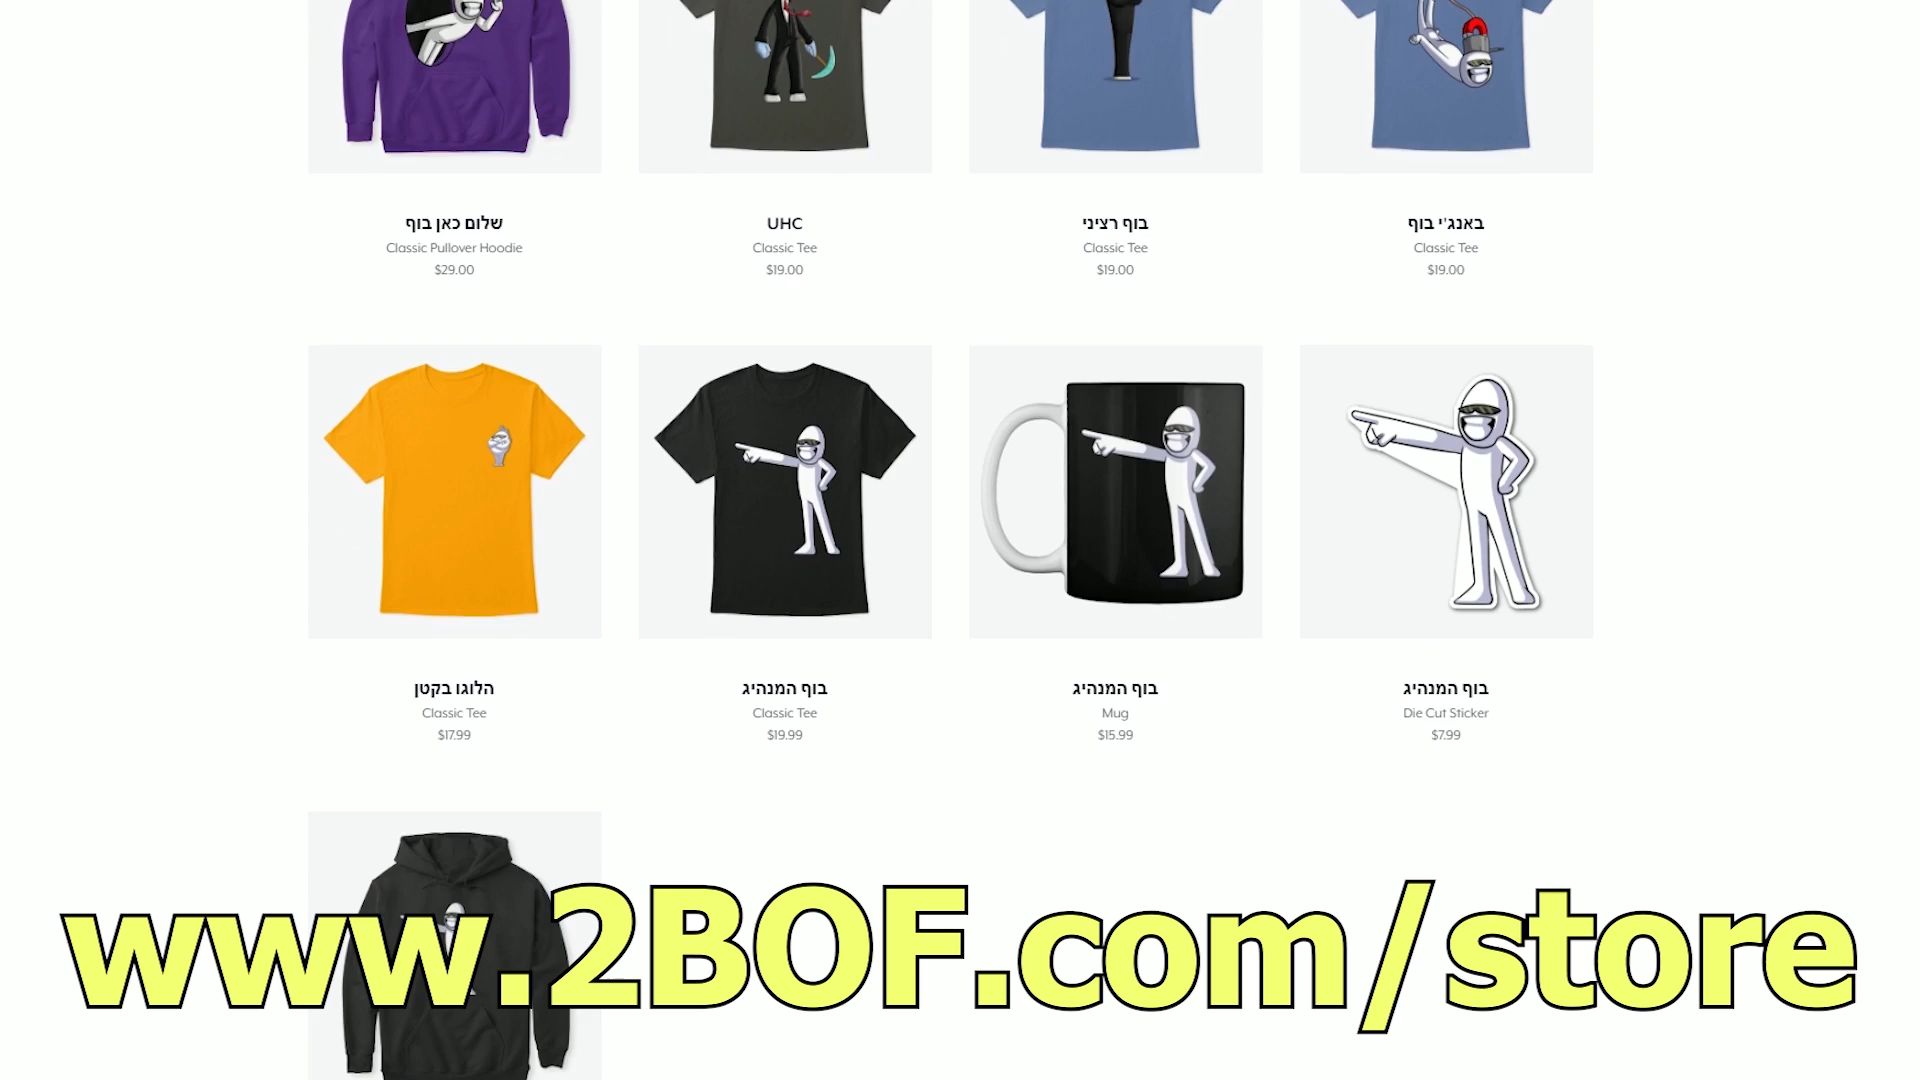 שלום כאן בוף
Classic Pullover Hoodie
$29.00
UHC
Classic Tee
$19.00
בוף רציני
Classic Tee
$19.00
באנג'י בוף
Classic Tee
$19.00
הלוגו בקטן
Classic Tee
$17.99
בוף המנהיג
Classic Tee
$19.99
בוף המנהיג
Mug
$15.99
בוף המנהיג
Die Cut Sticker
$7.99
www.2BOF.com/store